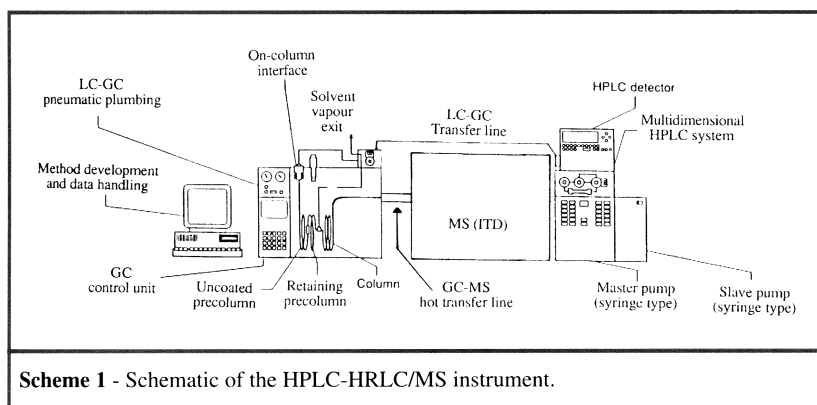 On-column
interface
LC-GC
pneumatic plumbing
Solvent
vapour
exit
LC-GC
Transfer line
HPLC detector
Multidimensional
HPLC system
Method development
and data handling
MS (ITD)
GC
control unit
Uncoated
precolumn
Retaining
precolumn
Column
GC-MS
hot transfer line
Master pump
(syringe type)
Slave pump
(syringe type)
Scheme 1 - Schematic of the HPLC-HRLC/MS instrument.